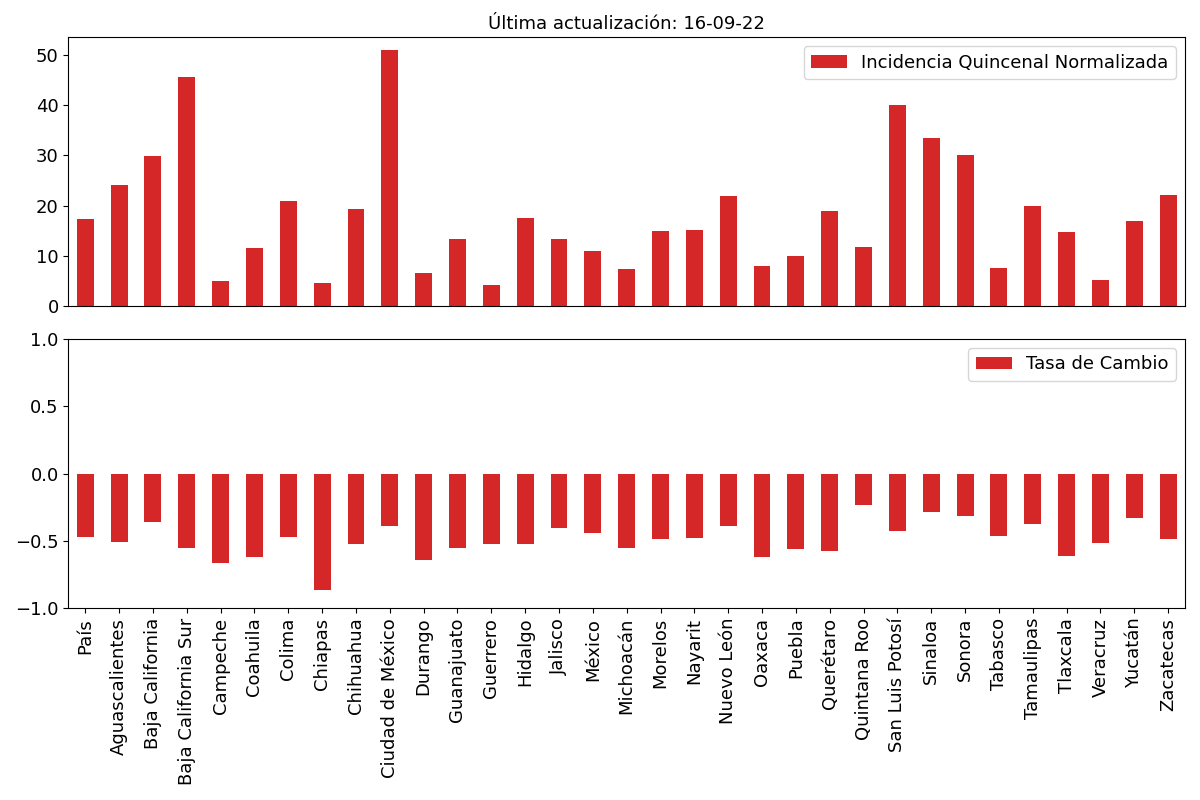 Última actualización: 16-09-22
Incidencia Quincenal Normalizada
50
40
30
20
10
0
Tasa de Cambio
1.0
0.5
0.0
−0.5
−1.0
País
Aguascalientes
Baja California
Baja California Sur
Campeche
Coahuila
Colima
Chiapas
Chihuahua
Ciudad de México
Durango
Guanajuato
Guerrero
Hidalgo
Jalisco
México
Michoacán
Morelos
Nayarit
Nuevo León
Oaxaca
Puebla
Querétaro
Quintana Roo
San Luis Potosí
Sinaloa
Sonora
Tabasco
Tamaulipas
Tlaxcala
Veracruz
Yucatán
Zacatecas